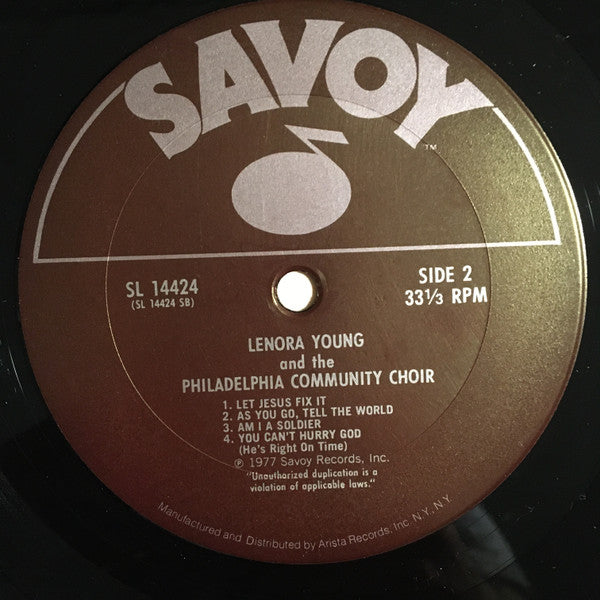 SAVOY
TM
SL 14424
(SL 14424 SB)
SIDE 2
33⅓ RPM
LENORA YOUNG
and the
PHILADELPHIA COMMUNITY CHOIR
1. LET JESUS FIX IT
2. AS YOU GO, TELL THE WORLD
3. AM I A SOLDIER
4. YOU CAN'T HURRY GOD
(He's Right On Time)
℗ 1977 Savoy Records, Inc.
"Unauthorized duplication is a
violation of applicable laws."
Manufactured and Distributed by Arista Records, Inc. N.Y., N.Y.